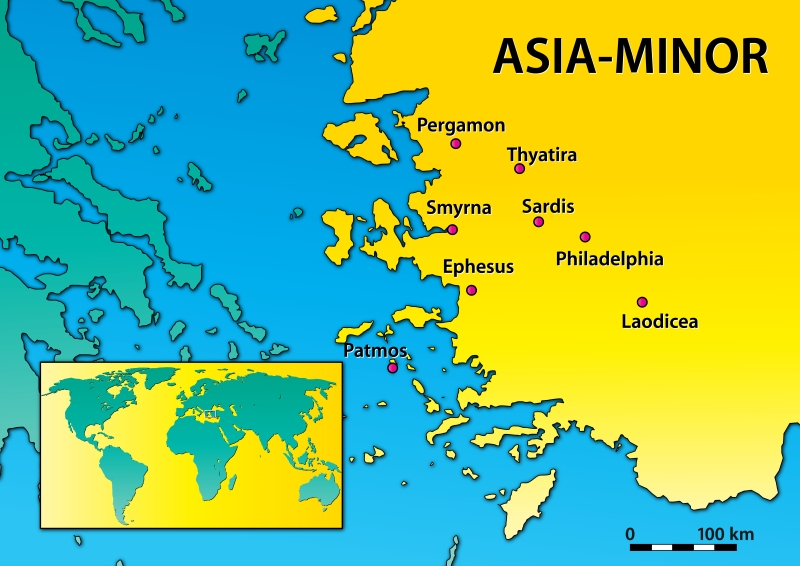 ASIA-MINOR
Pergamon
Thyatira
Smyrna
Sardis
Philadelphia
Ephesus
Laodicea
Patmos
0 100 km